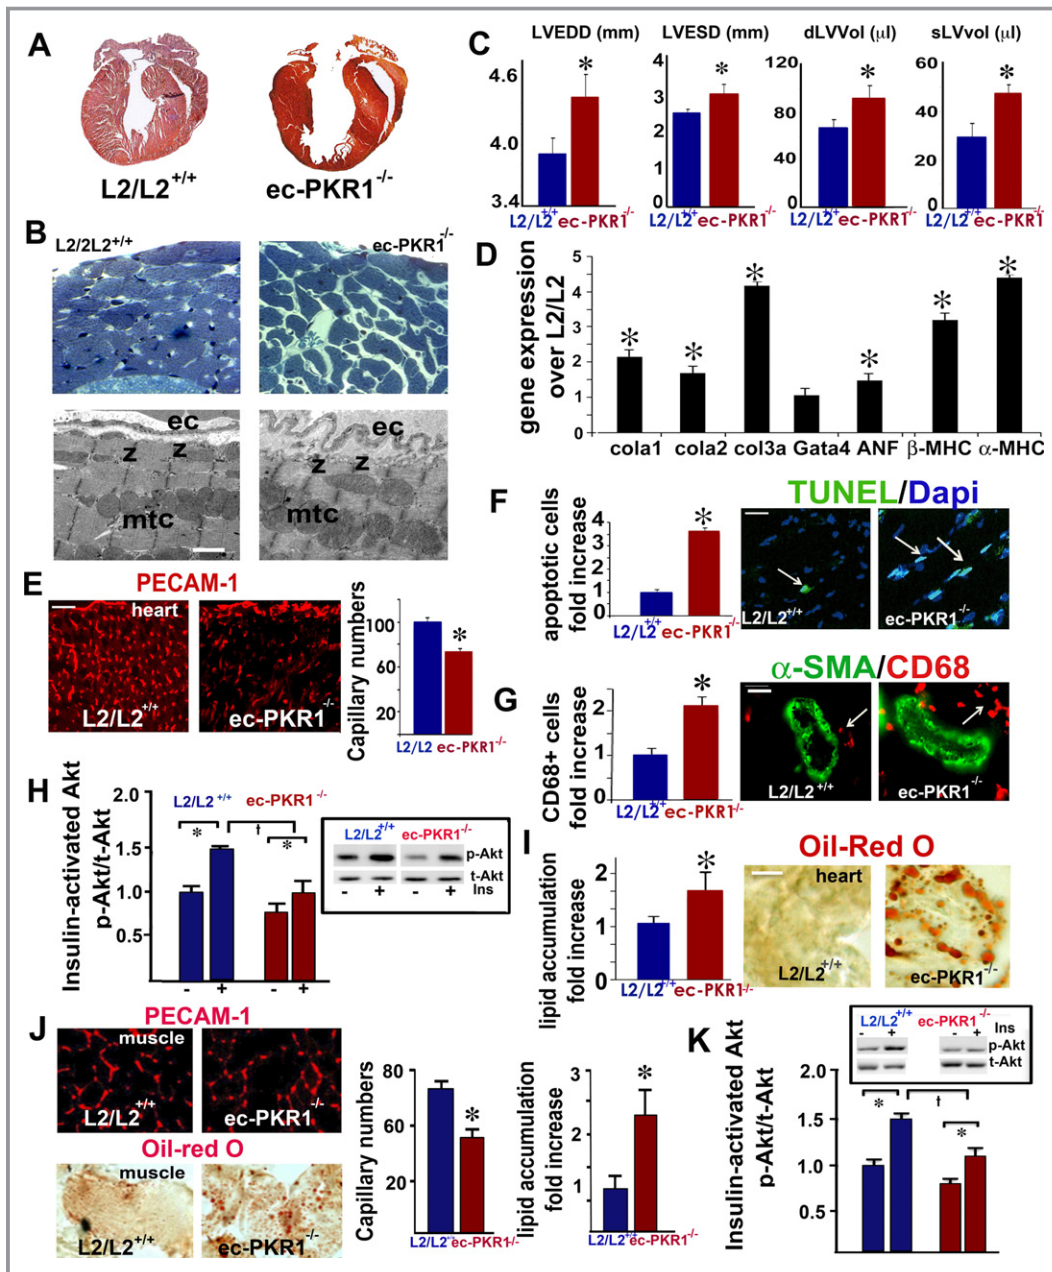 A
L2/L2+/+
ec-PKR1-/-
B
L2/2L2+/+
ec-PKR1-/-
ec
z
z
mtc
ec
z
z
mtc
C
LVEDD (mm)
LVESD (mm)
dLVVol (µl)
sLVvol (µl)
4.6
4.0
3.4
4
3
2
1
0
120
80
40
0
60
40
20
0
*
*
*
*
L2/L2+/+ ec-PKR1-/-
L2/L2+/+ ec-PKR1-/-
L2/L2+/+ ec-PKR1-/-
L2/L2+/+ ec-PKR1-/-
D
gene expression
over L2/L2
5
4
3
2
1
0
*
*
*
*
*
*
cola1
cola2
col3a
Gata4
ANF
β-MHC
α-MHC
E
PECAM-1
heart
L2/L2+/+
ec-PKR1-/-
Capillary numbers
100
60
20
0
*
L2/L2 ec-PKR1-/-
F
apoptotic cells
fold increase
4
3
2
1
0
*
L2/L2+/+ ec-PKR1-/-
TUNEL/Dapi
L2/L2+/+
ec-PKR1-/-
G
CD68+ cells
fold increase
2
1
0
*
L2/L2+/+ ec-PKR1-/-
α-SMA/CD68
L2/L2+/+
ec-PKR1-/-
H
Insulin-activated Akt
p-Akt/t-Akt
2.0
1.5
1.0
0.5
L2/L2+/+
ec-PKR1-/-
*
†
*
- +
- +
L2/L2+/+ ec-PKR1-/-
p-Akt
t-Akt
- + - + Ins
I
lipid accumulation
fold increase
2
1
0
*
L2/L2+/+ ec-PKR1-/-
Oil-Red O
heart
L2/L2+/+
ec-PKR1-/-
J
PECAM-1
muscle
L2/L2+/+
ec-PKR1-/-
Oil-red O
muscle
L2/L2+/+
ec-PKR1-/-
Capillary numbers
80
60
20
*
L2/L2+/+ ec-PKR1-/-
lipid accumulation
fold increase
3
2
1
*
L2/L2+/+ ec-PKR1-/-
K
Insulin-activated Akt
p-Akt/t-Akt
L2/L2+/+ ec-PKR1-/-
- + - + Ins
p-Akt
t-Akt
2.0
1.5
1.0
0.5
*
†
*
- +
- +